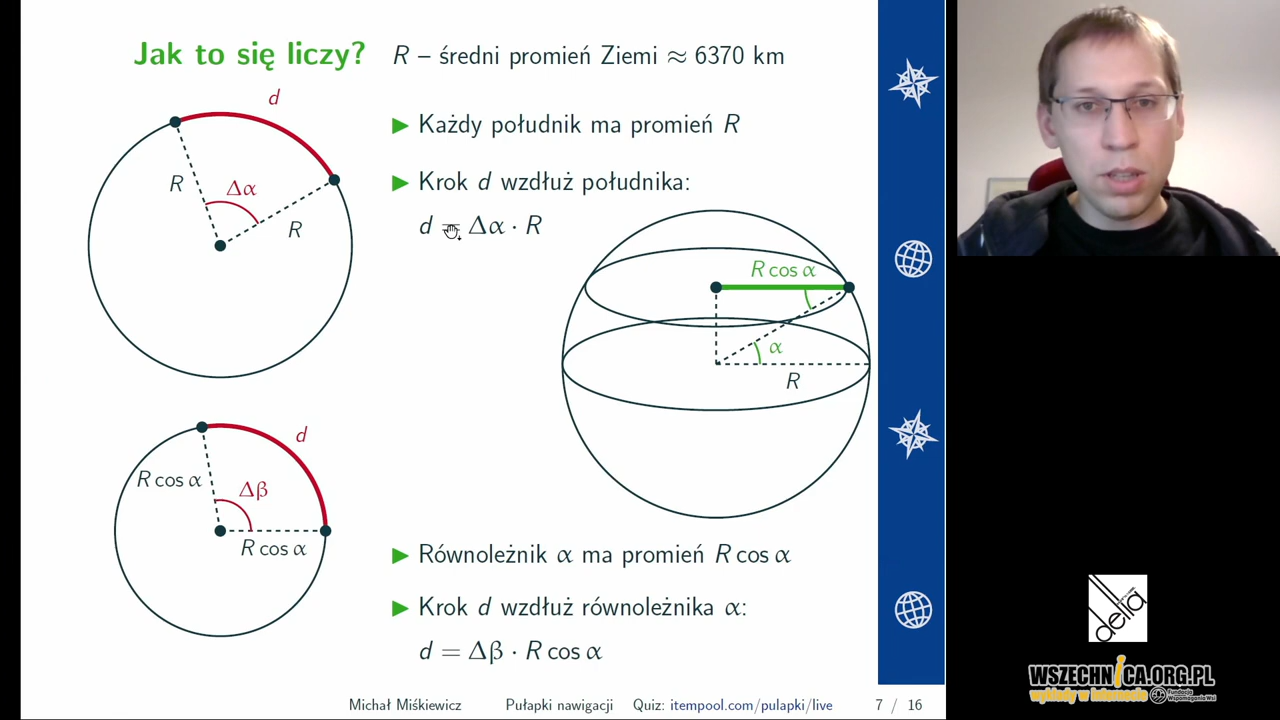 Jak to się liczy?
R – średni promień Ziemi ≈ 6370 km
d
R
Δα
R
▶ Każdy południk ma promień R
▶ Krok d wzdłuż południka:
d = Δα · R
R cos α
α
R
d
R cos α
Δβ
R cos α
▶ Równoleżnik α ma promień R cos α
▶ Krok d wzdłuż równoleżnika α:
d = Δβ · R cos α
Michał Miśkiewicz Pułapki nawigacji Quiz: itempool.com/pulapki/live 7 / 16
delta
WSZECHNICA.ORG.PL
wykłady w internecie